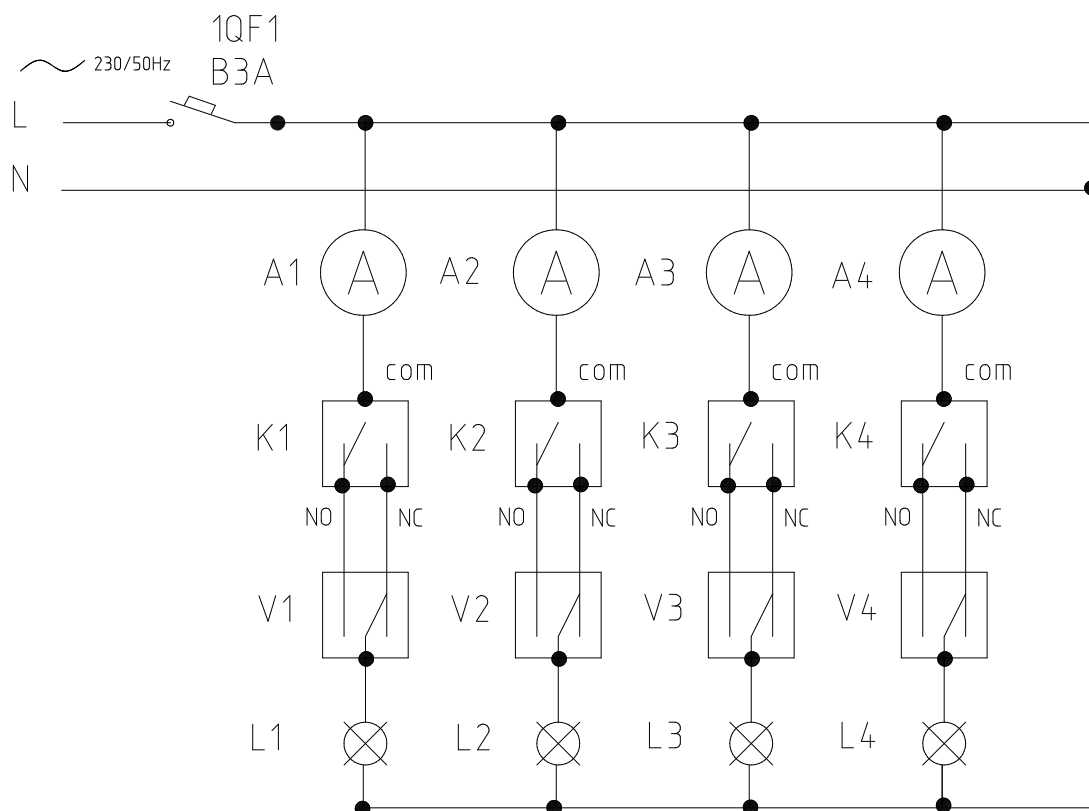 1QF1
230/50Hz
B3A
L
N
A1 A A2 A A3 A A4 A
com com com com
K1 K2 K3 K4
NO NC NO NC NO NC NO NC
V1 V2 V3 V4
L1 L2 L3 L4